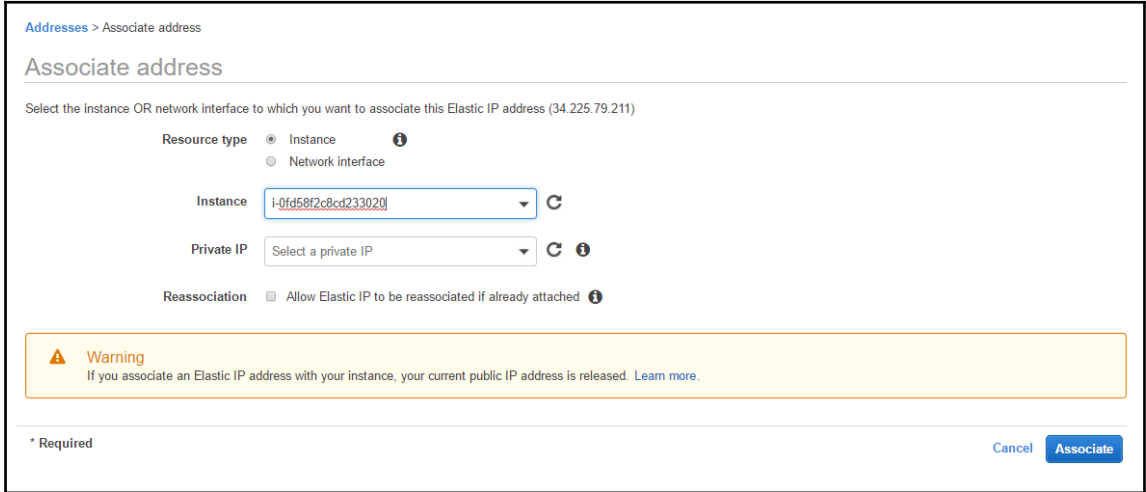 Addresses > Associate address
Associate address
Select the instance OR network interface to which you want to associate this Elastic IP address (34.225.79.211)
Resource type Instance
Network interface
Instance i-0fd58f2c8cd233020
Private IP Select a private IP
Reassociation Allow Elastic IP to be reassociated if already attached
Warning
If you associate an Elastic IP address with your instance, your current public IP address is released. Learn more.
* Required Cancel Associate